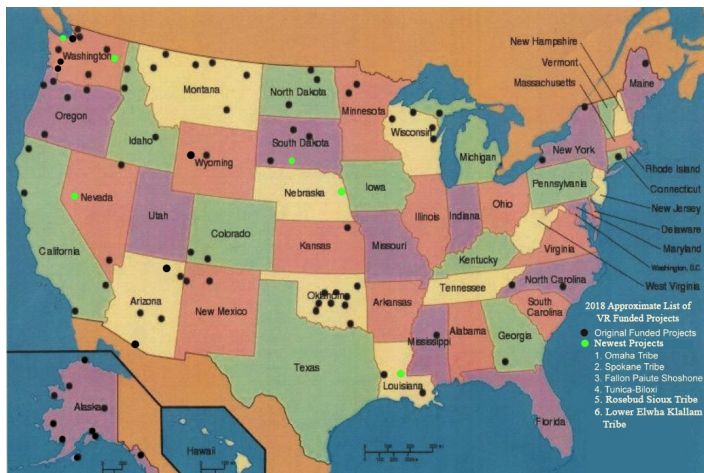 New Hampshire
Vermont
Massachusetts
Maine
Washington
Montana
North Dakota
Minnesota
Oregon
Idaho
Wisconsin
South Dakota
Michigan
New York
Wyoming
Rhode Island
Connecticut
Nebraska
Iowa
Pennsylvania
New Jersey
Nevada
Ohio
Utah
Illinois
Indiana
Delaware
Colorado
Maryland
California
Kansas
Missouri
Virginia
Washington, D.C.
Kentucky
West Virginia
North Carolina
Tennessee
Oklahoma
Arizona
New Mexico
Arkansas
South
Carolina
Mississippi
Alabama
Georgia
Texas
Louisiana
Florida
Alaska
Hawaii
2018 Approximate List of
VR Funded Projects
Original Funded Projects
Newest Projects
1. Omaha Tribe
2. Spokane Tribe
3. Fallon Paiute Shoshone
4. Tunica-Biloxi
5. Rosebud Sioux Tribe
6. Lower Elwha Klallam
Tribe